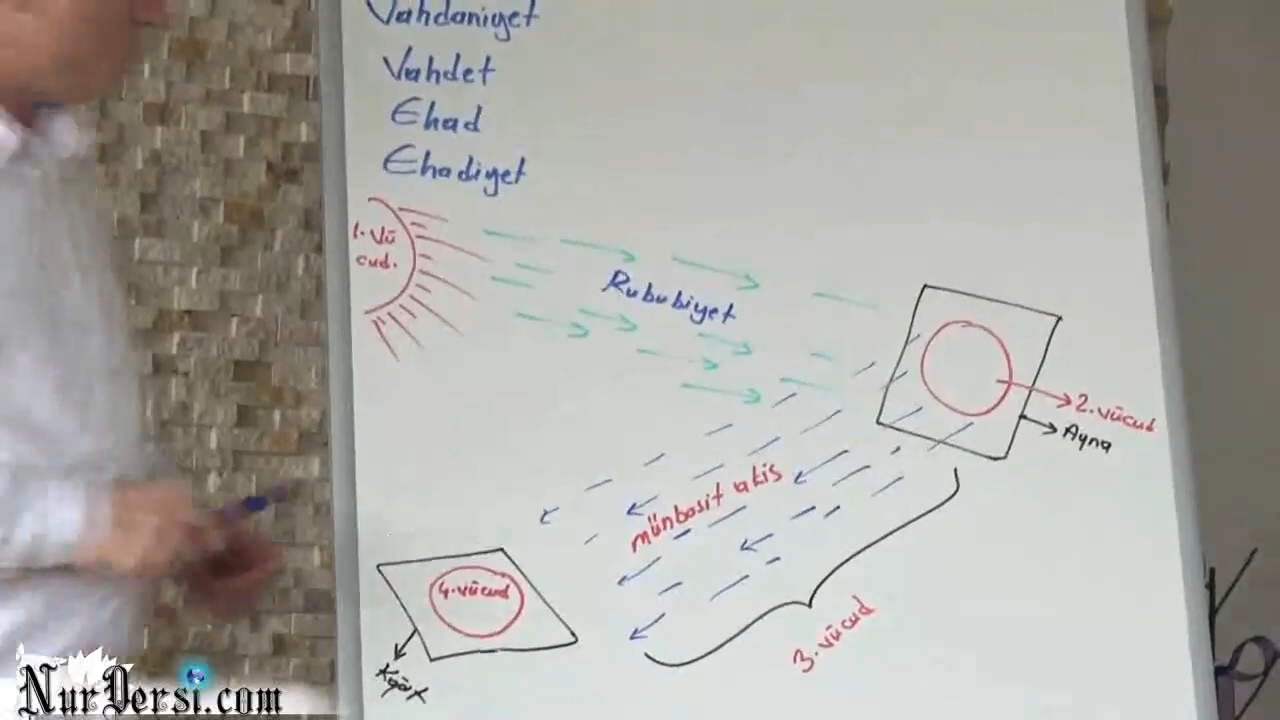 Vahdaniyet
Vahdet
Ehad
Ehadiyet
1. Vü
cud.
Rububiyet
2. vücud
Ayna
münbasit akis
4. vücud
3. vücud
Kağıt
NurDersi.com